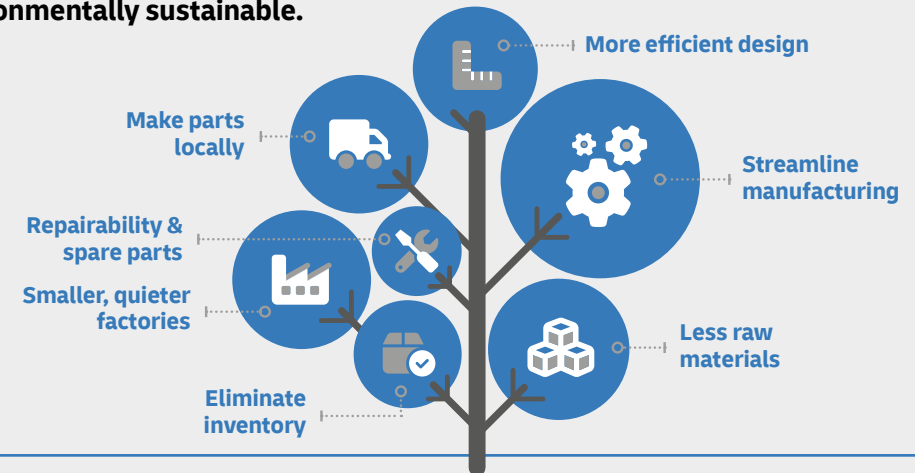 onmentally sustainable.
More efficient design
Make parts
locally
Streamline
manufacturing
Repairability &
spare parts
Smaller, quieter
factories
Less raw
materials
Eliminate
inventory